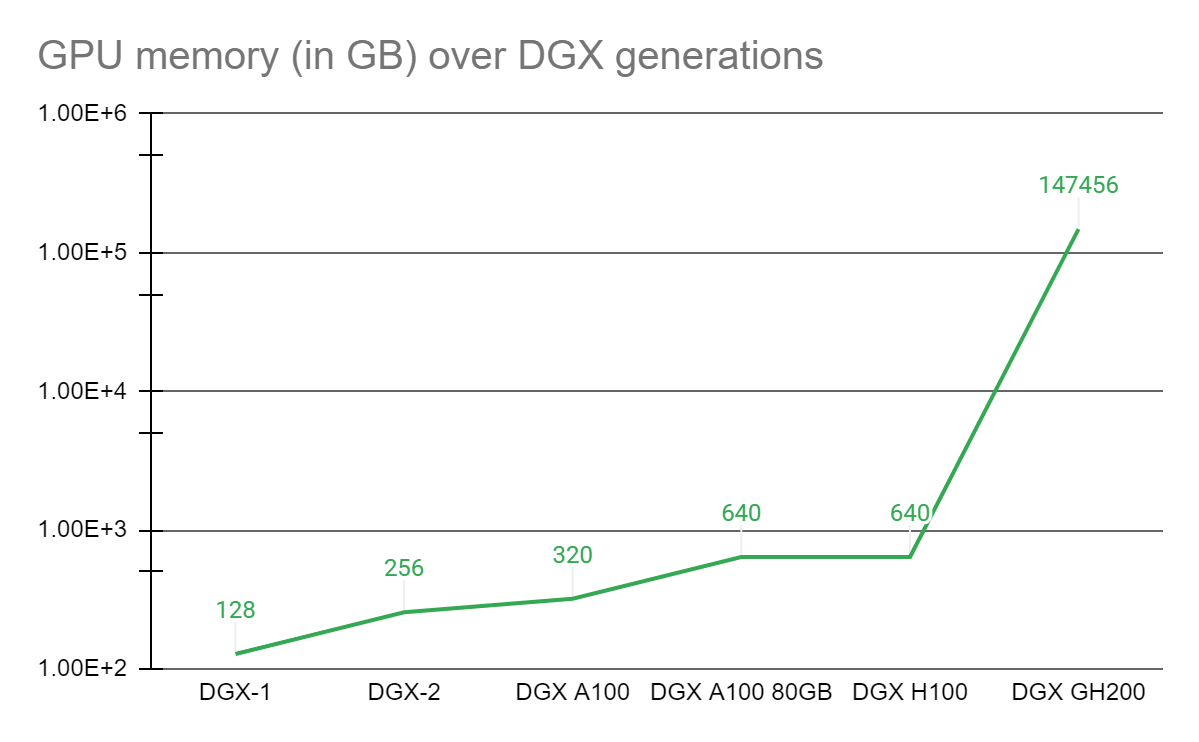 GPU memory (in GB) over DGX generations
1.00E+6
1.00E+5
1.00E+4
1.00E+3
1.00E+2
128
256
320
640
640
147456
DGX-1
DGX-2
DGX A100
DGX A100 80GB
DGX H100
DGX GH200